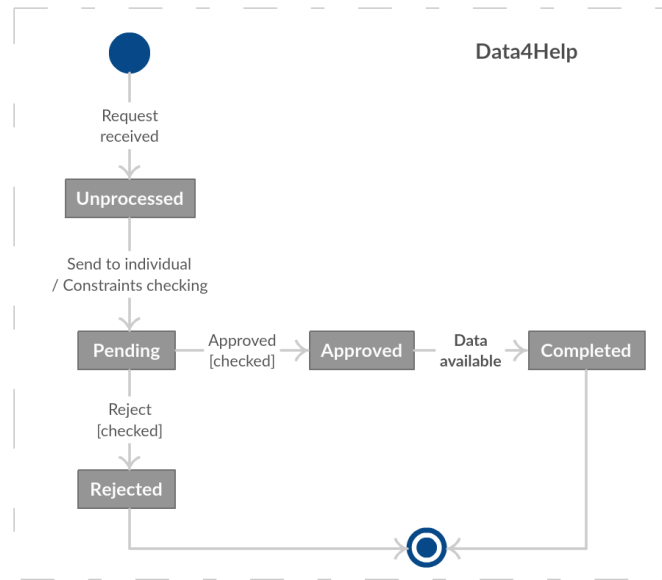 Data4Help
Request
received
Unprocessed
Send to individual
/ Constraints checking
Pending
Approved
[checked]
Approved
Data
available
Completed
Reject
[checked]
Rejected